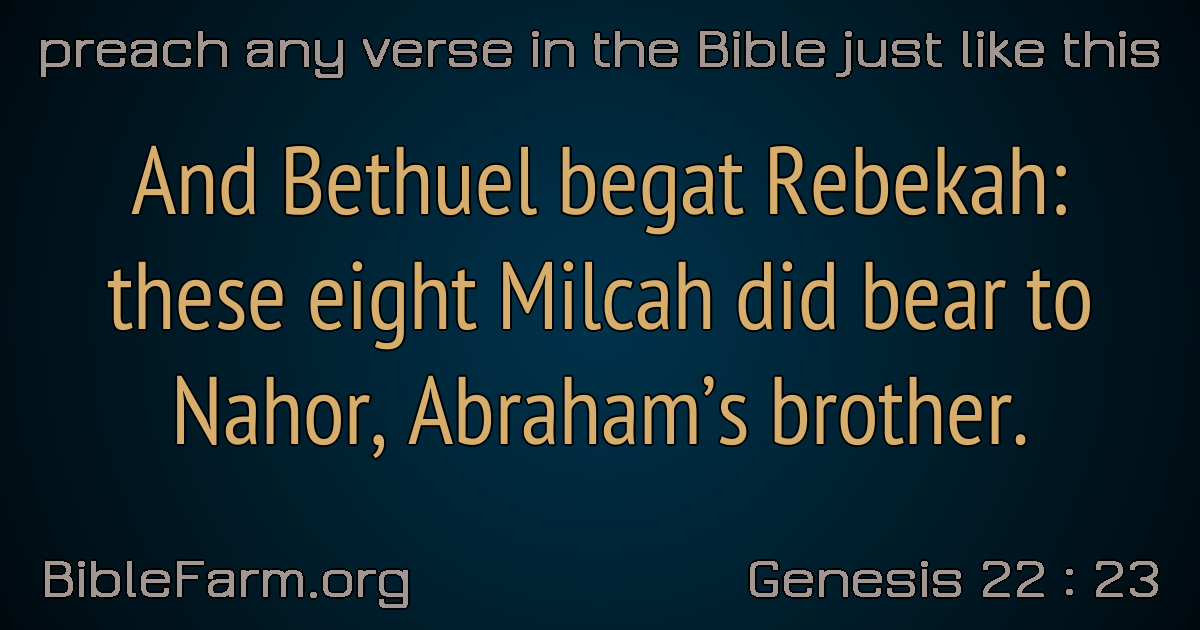 preach any verse in the Bible just like this
And Bethuel begat Rebekah:
these eight Milcah did bear to
Nahor, Abraham’s brother.
BibleFarm.org
Genesis 22 : 23